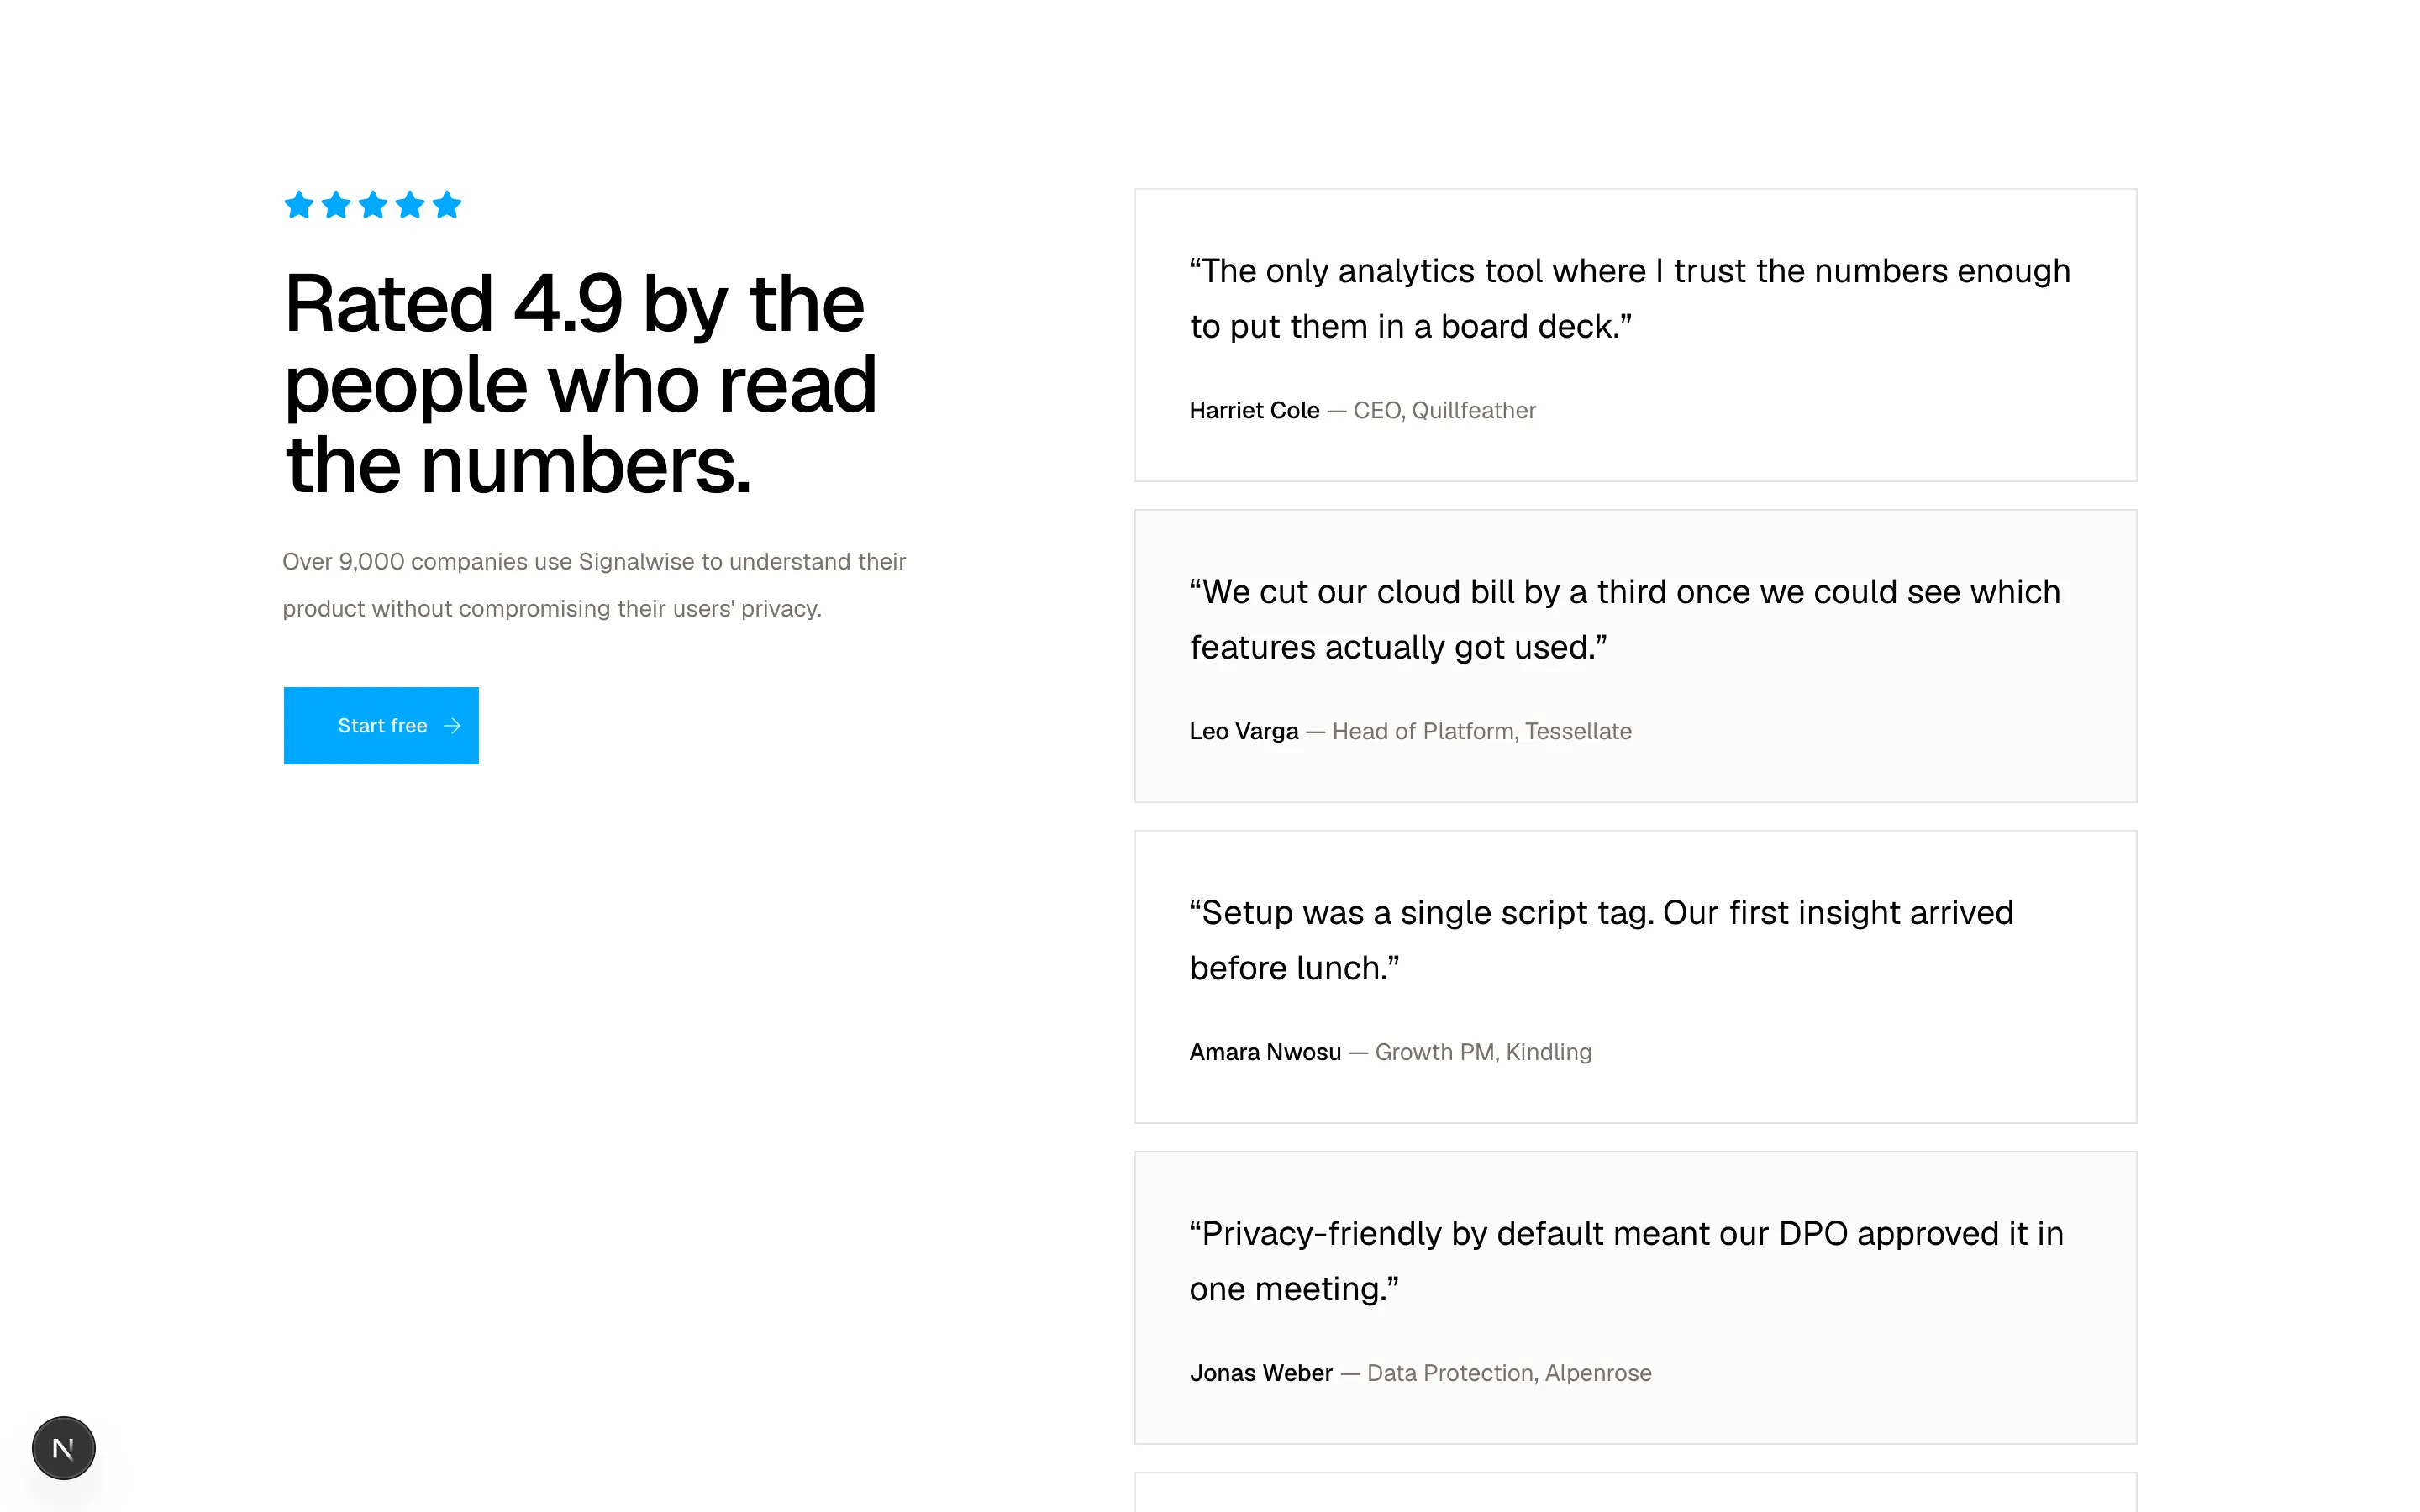 Rated 4.9 by the
people who read
the numbers.
Over 9,000 companies use Signalwise to understand their
product without compromising their users' privacy.
Start free →
“The only analytics tool where I trust the numbers enough
to put them in a board deck.”
Harriet Cole — CEO, Quillfeather
“We cut our cloud bill by a third once we could see which
features actually got used.”
Leo Varga — Head of Platform, Tessellate
“Setup was a single script tag. Our first insight arrived
before lunch.”
Amara Nwosu — Growth PM, Kindling
“Privacy-friendly by default meant our DPO approved it in
one meeting.”
Jonas Weber — Data Protection, Alpenrose
N